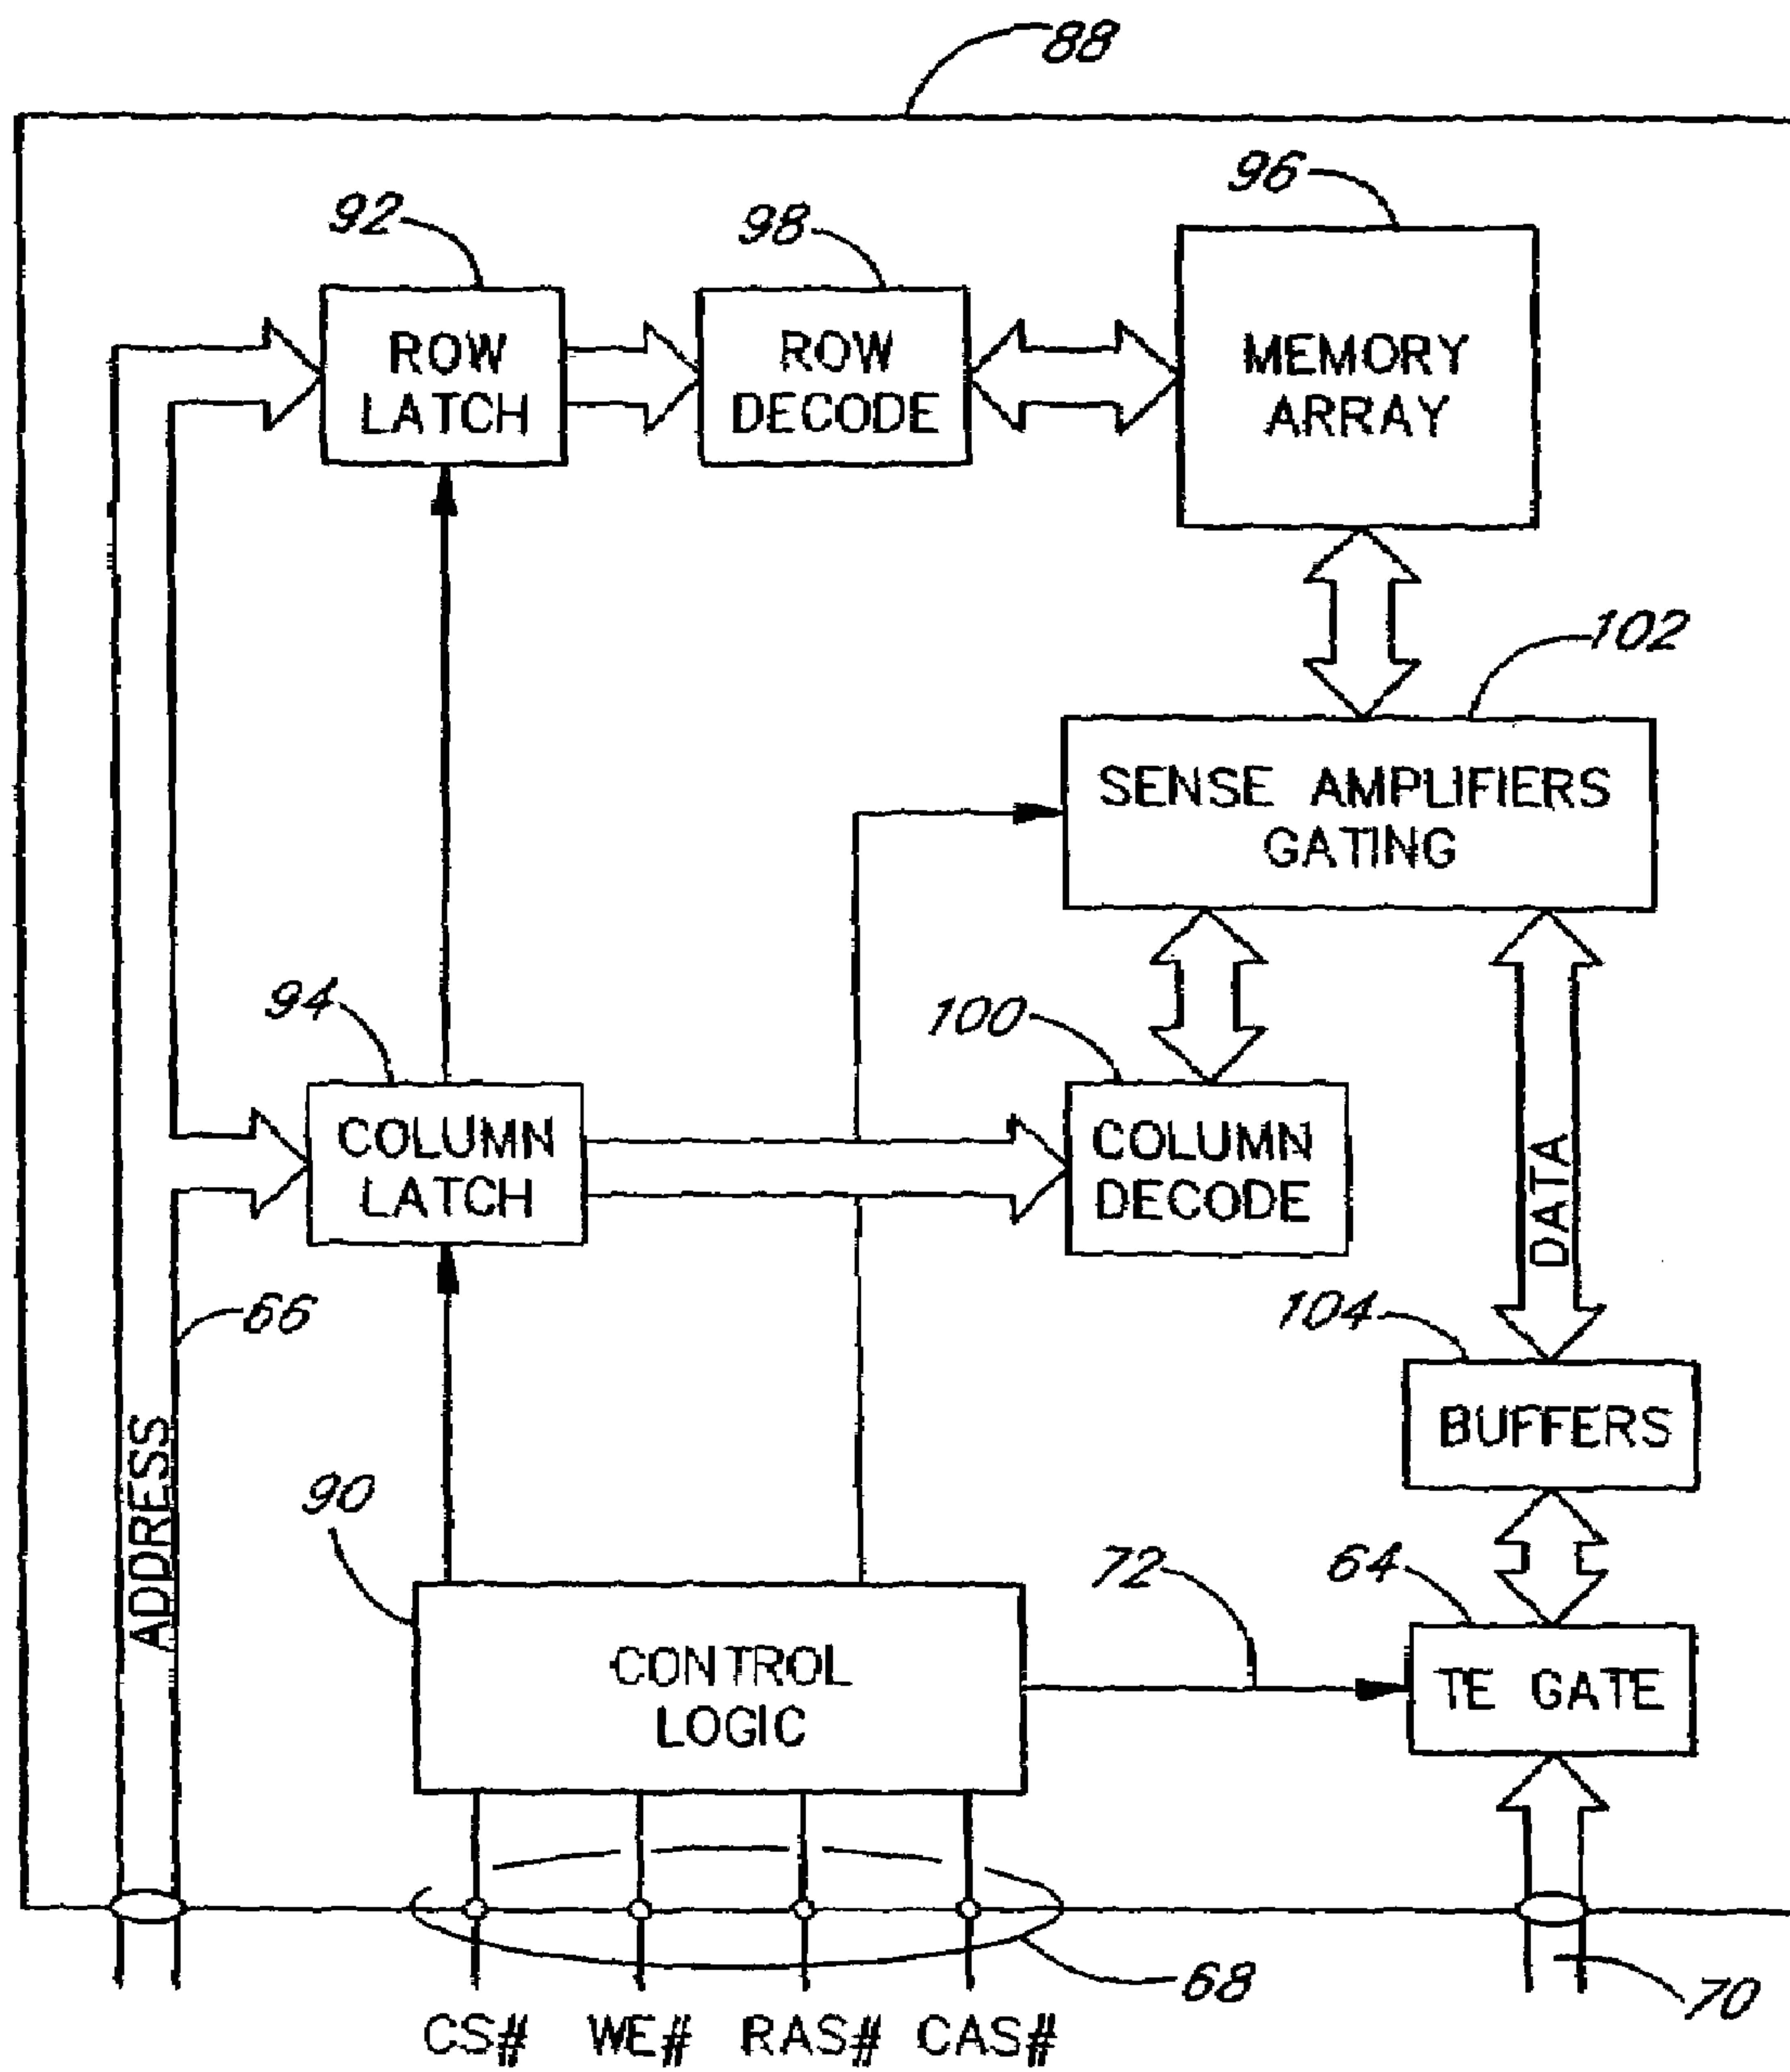 88
96
92
98
ROW
LATCH
ROW
DECODE
MEMORY
ARRAY
102
SENSE AMPLIFIERS
GATING
94
100
COLUMN
LATCH
COLUMN
DECODE
DATA
66
104
BUFFERS
ADDRESS
90
72
64
CONTROL
LOGIC
TE GATE
68
70
CS# WE# RAS# CAS#